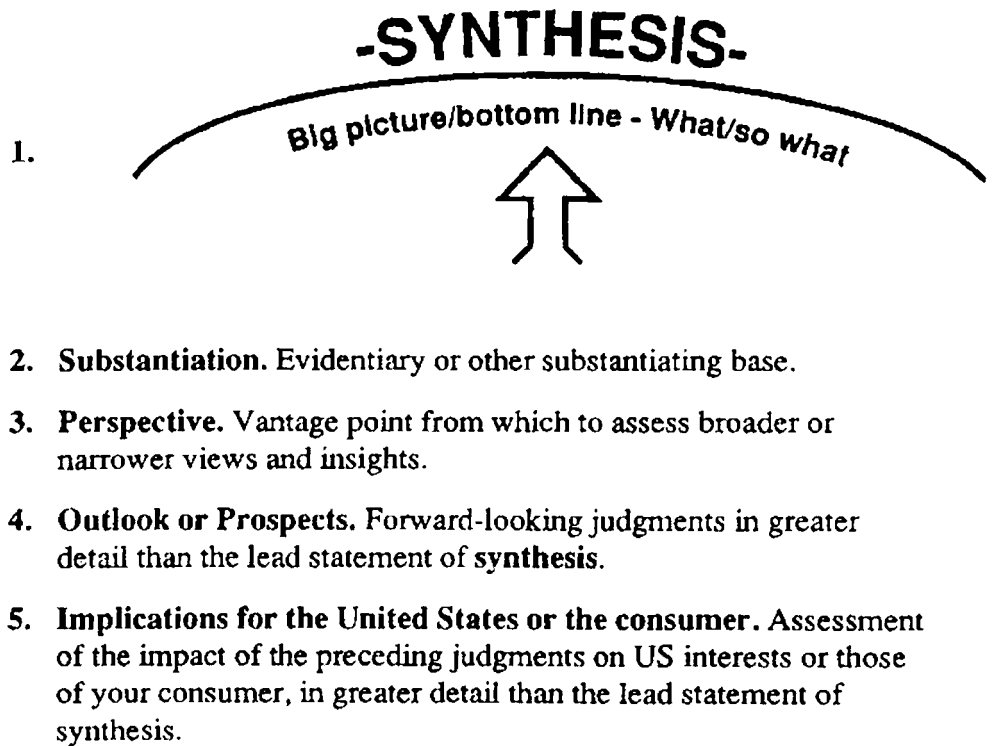 -SYNTHESIS-
1. Big picture/bottom line - What/so what
2. Substantiation. Evidentiary or other substantiating base.
3. Perspective. Vantage point from which to assess broader or
narrower views and insights.
4. Outlook or Prospects. Forward-looking judgments in greater
detail than the lead statement of synthesis.
5. Implications for the United States or the consumer. Assessment
of the impact of the preceding judgments on US interests or those
of your consumer, in greater detail than the lead statement of
synthesis.